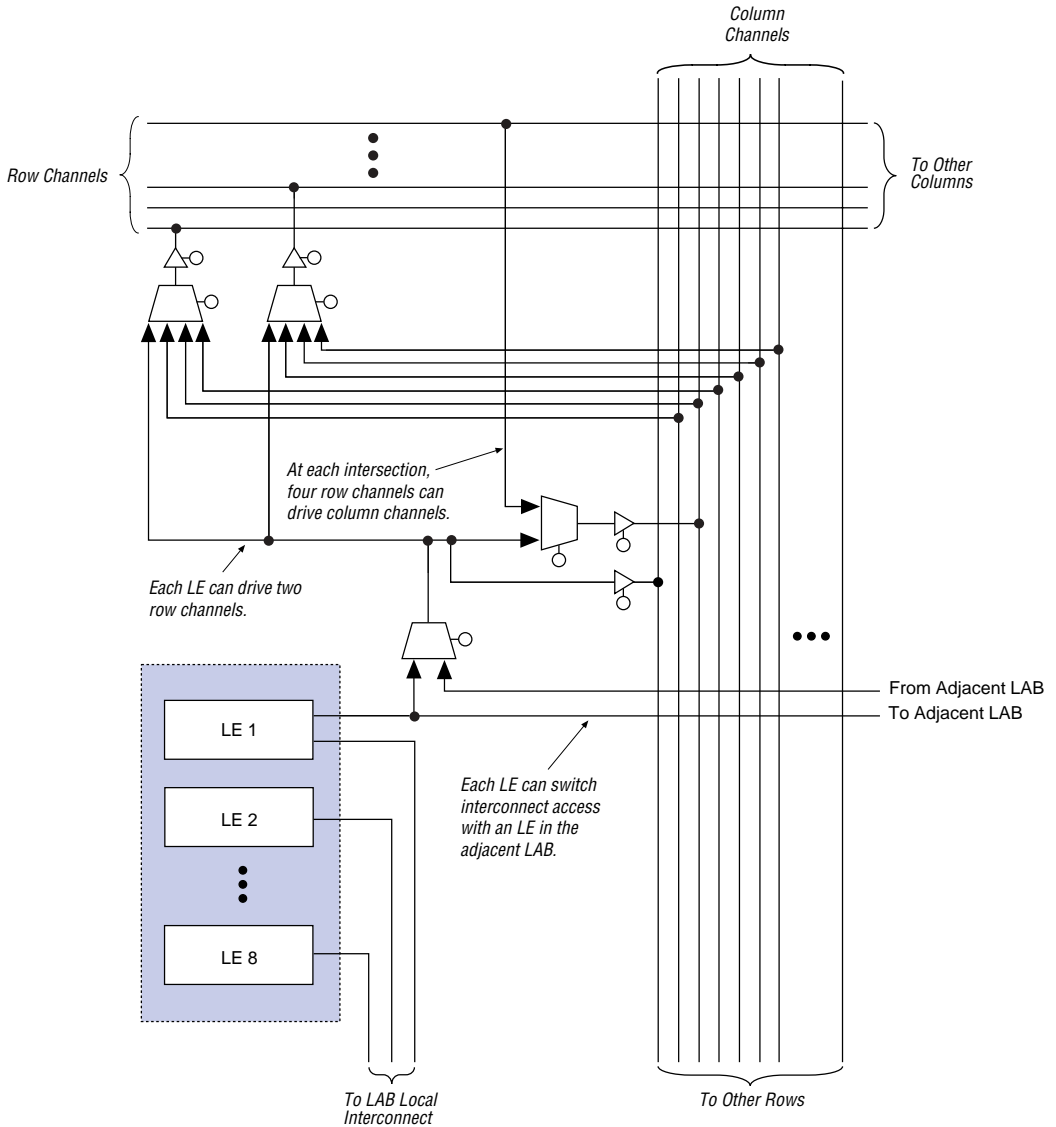 Column
Channels
Row Channels
To Other
Columns
At each intersection,
four row channels can
drive column channels.
Each LE can drive two
row channels.
From Adjacent LAB
To Adjacent LAB
LE 1
Each LE can switch
interconnect access
with an LE in the
adjacent LAB.
LE 2
LE 8
To LAB Local
Interconnect
To Other Rows